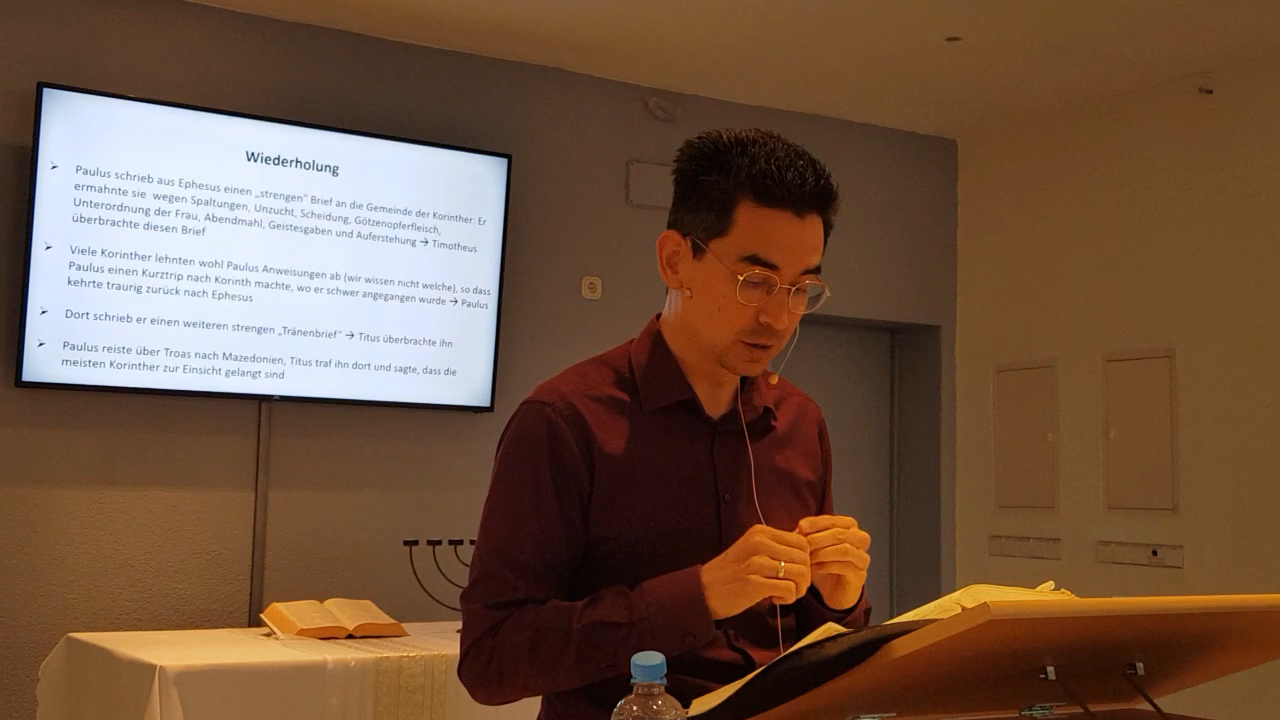 Wiederholung
Paulus schrieb aus Ephesus einen „strengen" Brief an die Gemeinde der Korinther: Er
ermahnte sie wegen Spaltungen, Unzucht, Scheidung, Götzenopferfleisch,
Unterordnung der Frau, Abendmahl, Geistesgaben und Auferstehung → Timotheus
überbrachte diesen Brief
Viele Korinther lehnten wohl Paulus Anweisungen ab (wir wissen nicht welche), so dass
Paulus einen Kurztrip nach Korinth machte, wo er schwer angegangen wurde → Paulus
kehrte traurig zurück nach Ephesus
Dort schrieb er einen weiteren strengen „Tränenbrief" → Titus überbrachte ihn
Paulus reiste über Troas nach Mazedonien, Titus traf ihn dort und sagte, dass die
meisten Korinther zur Einsicht gelangt sind